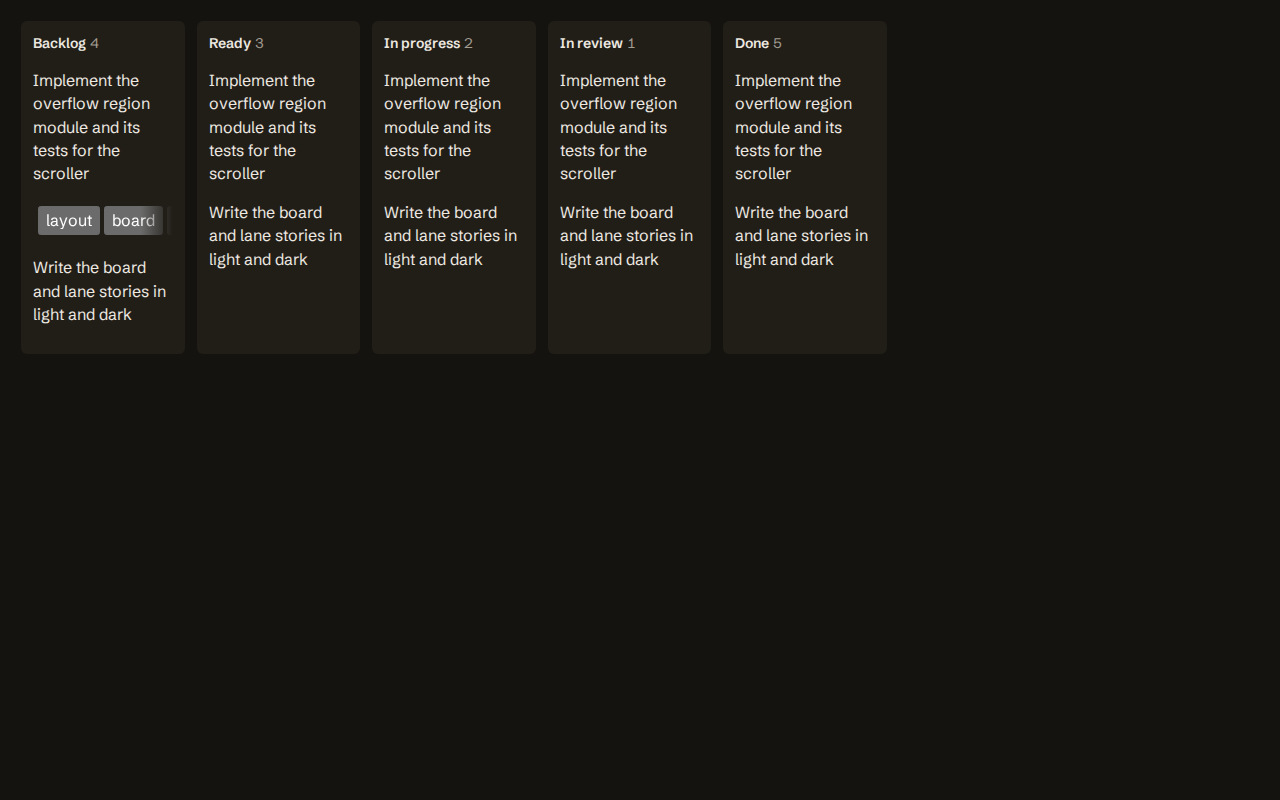 Backlog 4
Implement the
overflow region
module and its
tests for the
scroller
layout board
Write the board
and lane stories in
light and dark
Ready 3
Implement the
overflow region
module and its
tests for the
scroller
Write the board
and lane stories in
light and dark
In progress 2
Implement the
overflow region
module and its
tests for the
scroller
Write the board
and lane stories in
light and dark
In review 1
Implement the
overflow region
module and its
tests for the
scroller
Write the board
and lane stories in
light and dark
Done 5
Implement the
overflow region
module and its
tests for the
scroller
Write the board
and lane stories in
light and dark